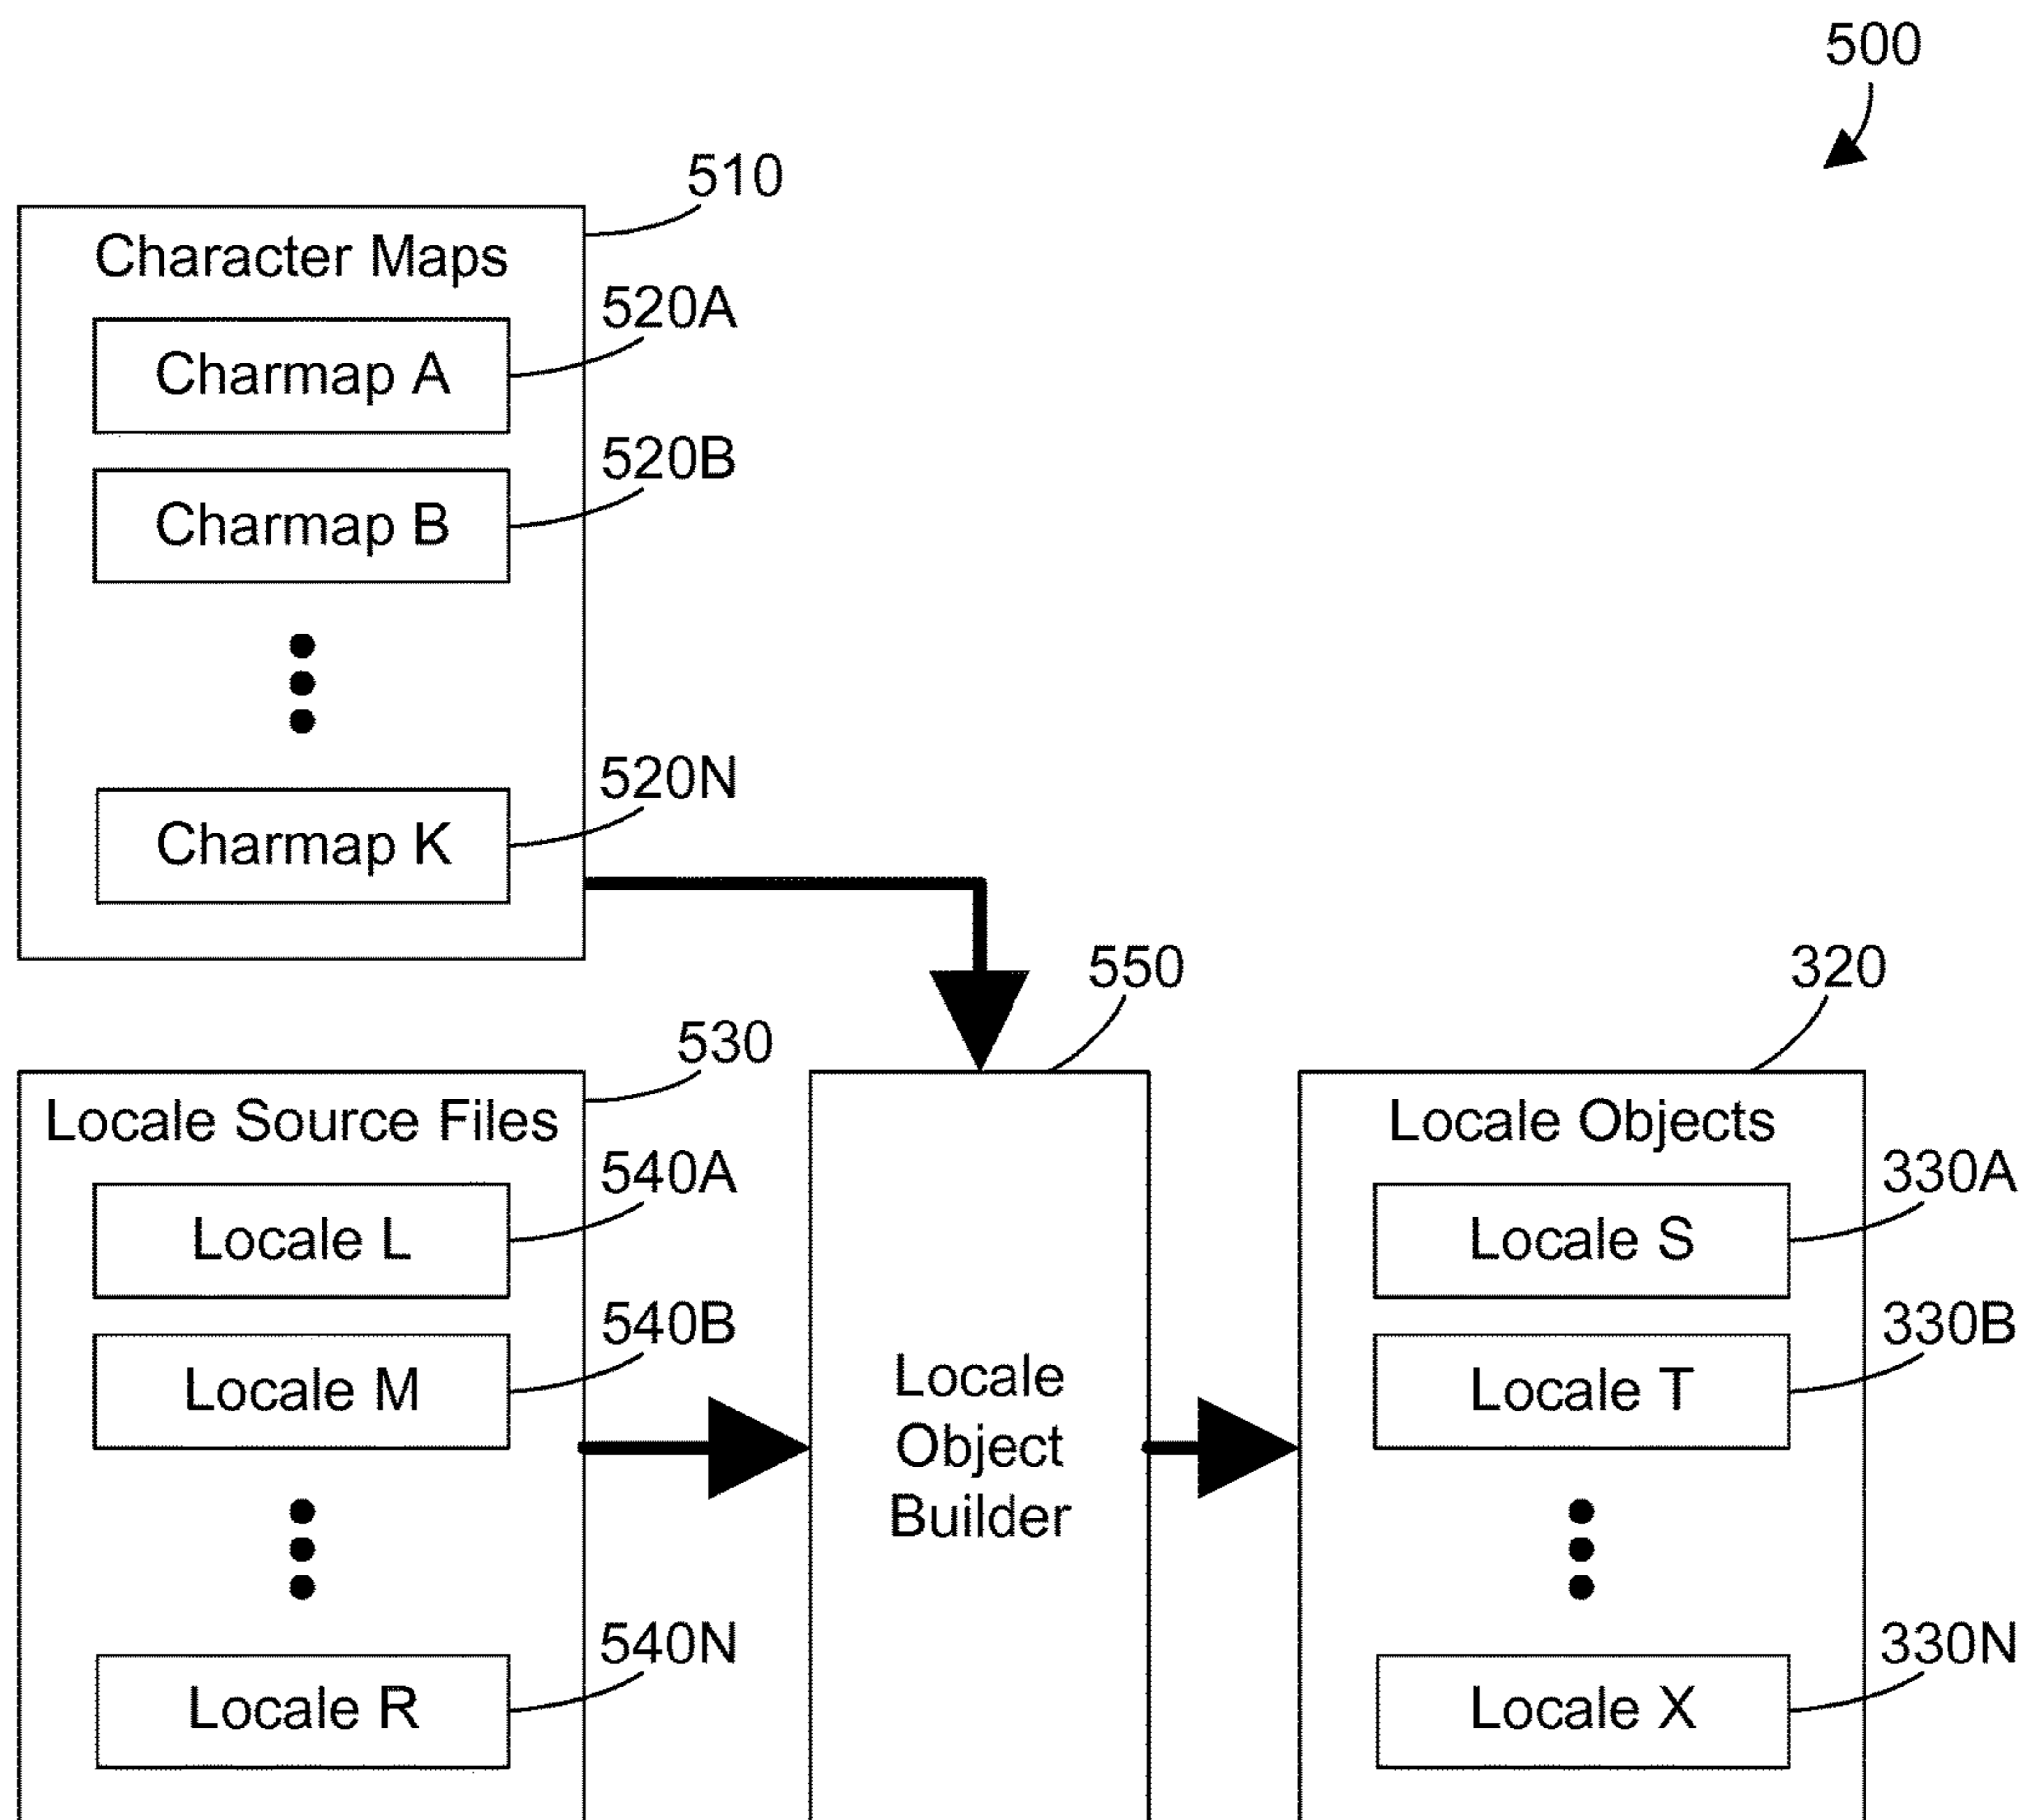 500
510
Character Maps
520A
Charmap A
520B
Charmap B
520N
Charmap K
550
320
530
Locale Source Files
540A
Locale L
540B
Locale M
540N
Locale R
Locale
Object
Builder
Locale Objects
330A
Locale S
330B
Locale T
330N
Locale X